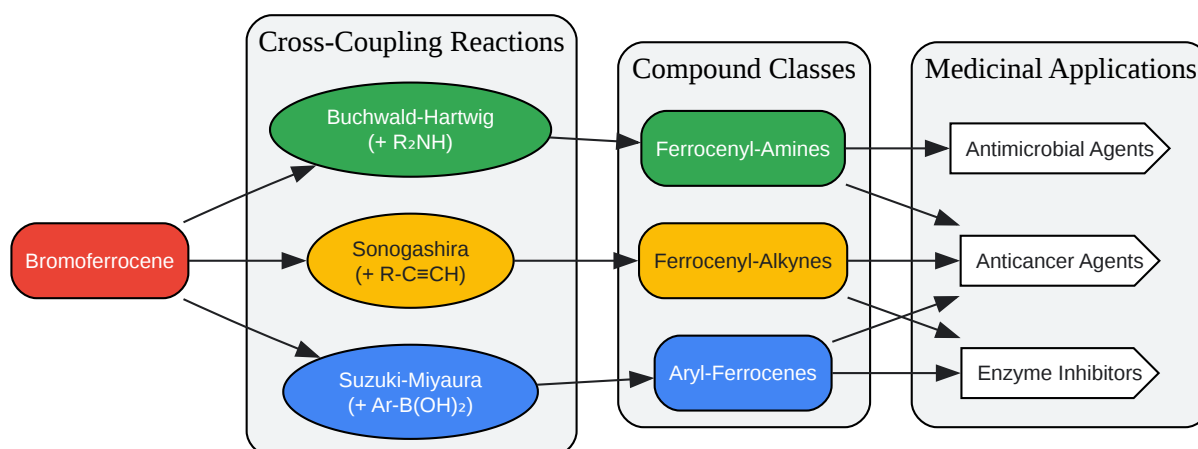 Cross-Coupling Reactions
Compound Classes
Medicinal Applications
Buchwald-Hartwig
(+ R₂NH)
Ferrocenyl-Amines
Antimicrobial Agents
Bromoferrocene
Sonogashira
(+ R-C≡CH)
Ferrocenyl-Alkynes
Anticancer Agents
Suzuki-Miyaura
(+ Ar-B(OH)₂)
Aryl-Ferrocenes
Enzyme Inhibitors